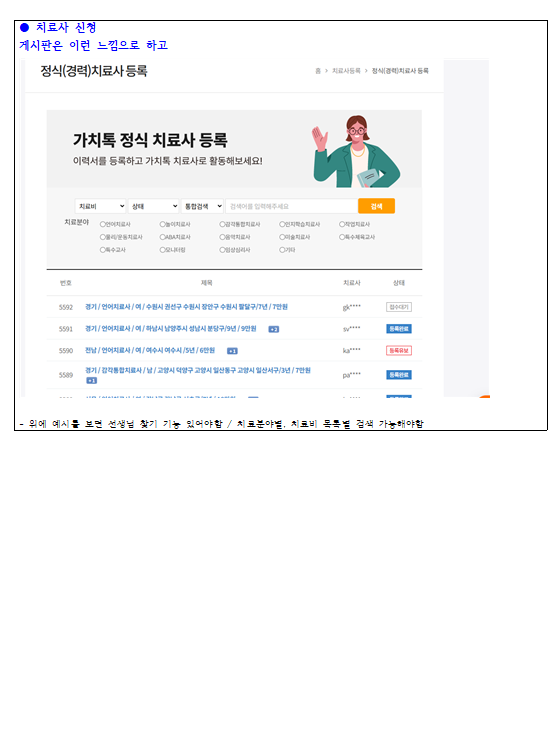 ● 치료사 신청
게시판은 이런 느낌으로 하고
정식(경력)치료사 등록
홈 > 치료사등록 > 정식(경력)치료사 등록
가치톡 정식 치료사 등록
이력서를 등록하고 가치톡 치료사로 활동해보세요!
치료비 상태 통합검색 검색어를 입력해주세요 검색
치료분야 언어치료사 놀이치료사 감각통합치료사 인지학습치료사 작업치료사
물리/운동치료사 ABA치료사 음악치료사 미술치료사 특수체육교사
특수교사 모니터링 임상심리사 기타
번호 제목 치료사 상태
5592 경기 / 언어치료사 / 여 / 수원시 권선구 수원시 장안구 수원시 팔달구/7년 / 7만원 gk**** 접수대기
5591 경기 / 언어치료사 / 여 / 하남시 남양주시 성남시 분당구/9년 / 9만원 +2 sv**** 등록완료
5590 전남 / 언어치료사 / 여 / 여수시 여수시 /5년 / 6만원 +1 ka**** 등록유보
5589 경기 / 감각통합치료사 / 남 / 고양시 덕양구 고양시 일산동구 고양시 일산서구/3년 / 7만원 pa**** 등록완료
+1
- 위에 예시를 보면 선생님 찾기 기능 있어야함 / 치료분야별, 치료비 목록별 검색 가능해야함